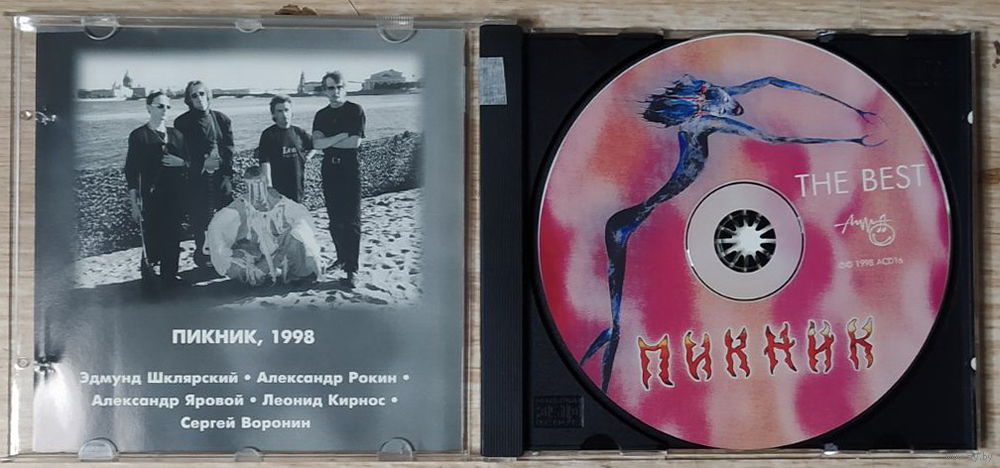 ПИКНИК, 1998
Эдмунд Шклярский • Александр Рокин •
Александр Яровой • Леонид Кирнос •
Сергей Воронин
THE BEST
℗© 1998 ACD16
ПИКНИК